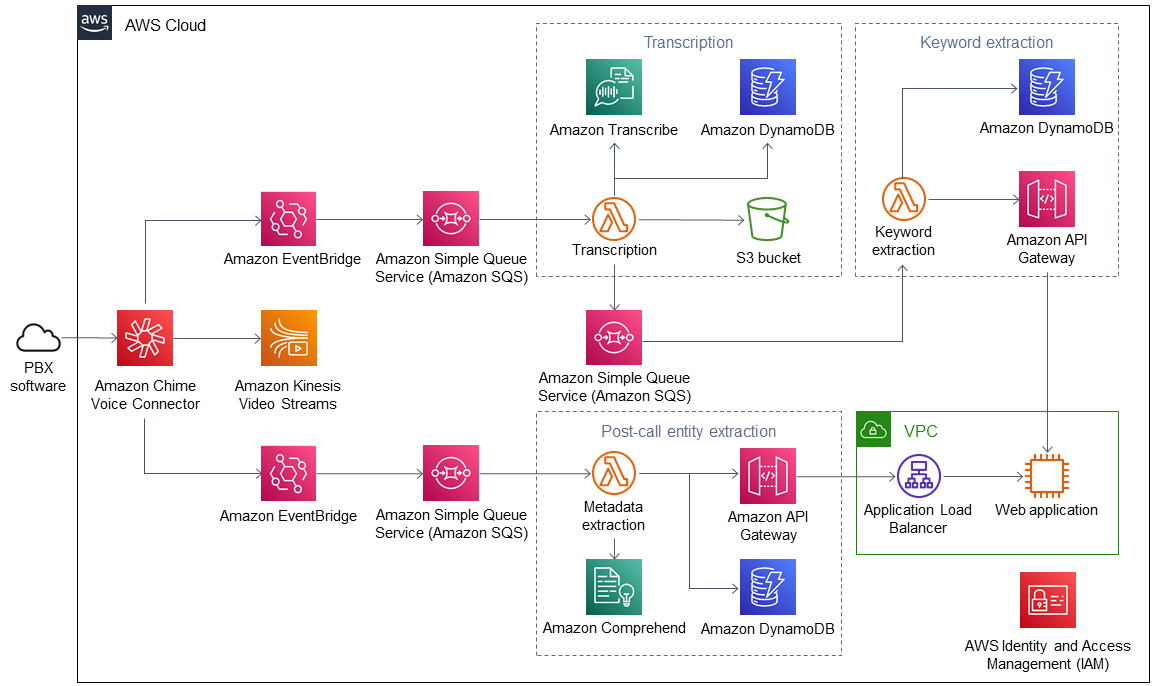 aws
AWS Cloud
Transcription
Amazon Transcribe
Amazon DynamoDB
Transcription
S3 bucket
Keyword extraction
Amazon DynamoDB
Keyword
extraction
Amazon API
Gateway
Amazon EventBridge
Amazon Simple Queue
Service (Amazon SQS)
PBX
software
Amazon Chime
Voice Connector
Amazon Kinesis
Video Streams
Amazon Simple Queue
Service (Amazon SQS)
Amazon EventBridge
Amazon Simple Queue
Service (Amazon SQS)
Post-call entity extraction
Metadata
extraction
Amazon API
Gateway
Amazon Comprehend
Amazon DynamoDB
VPC
Application Load
Balancer
Web application
AWS Identity and Access
Management (IAM)